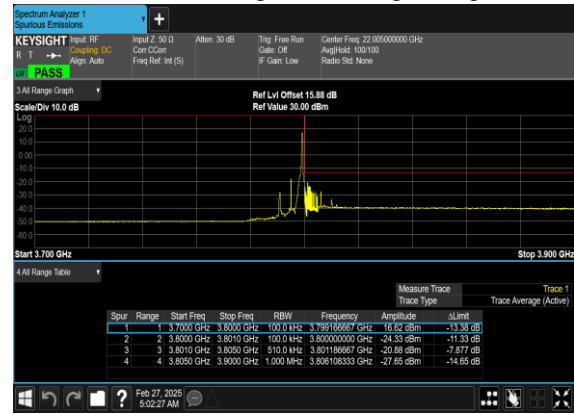 Spectrum Analyzer 1
Spurious Emissions
+
KEYSIGHT Input: RF Input Z: 50 Ω Atten: 30 dB Trig: Free Run Center Freq: 22.005000000 GHz
R T Coupling: DC Corr CCorr Gate: Off Avg|Hold: 100/100
Align: Auto Freq Ref: Int (S) IF Gain: Low Radio Std: None
PASS
3 All Range Graph
Ref Lvl Offset 15.88 dB
Scale/Div 10.0 dB Ref Value 30.00 dBm
Log
20.0
10.0
0.00
-10.0
-20.0
-30.0
-40.0
-50.0
-60.0
Start 3.700 GHz Stop 3.900 GHz
4 All Range Table
Measure Trace Trace 1
Trace Type Trace Average (Active)
Spur Range Start Freq Stop Freq RBW Frequency Amplitude ΔLimit
1 1 3.7000 GHz 3.8000 GHz 100.0 kHz 3.799166667 GHz 16.62 dBm -13.38 dB
2 2 3.8000 GHz 3.8010 GHz 100.0 kHz 3.800000000 GHz -24.33 dBm -11.33 dB
3 3 3.8010 GHz 3.8050 GHz 510.0 kHz 3.801186667 GHz -20.88 dBm -7.877 dB
4 4 3.8050 GHz 3.9000 GHz 1.000 MHz 3.806108333 GHz -27.65 dBm -14.65 dB
? Feb 27, 2025
5:02:27 AM